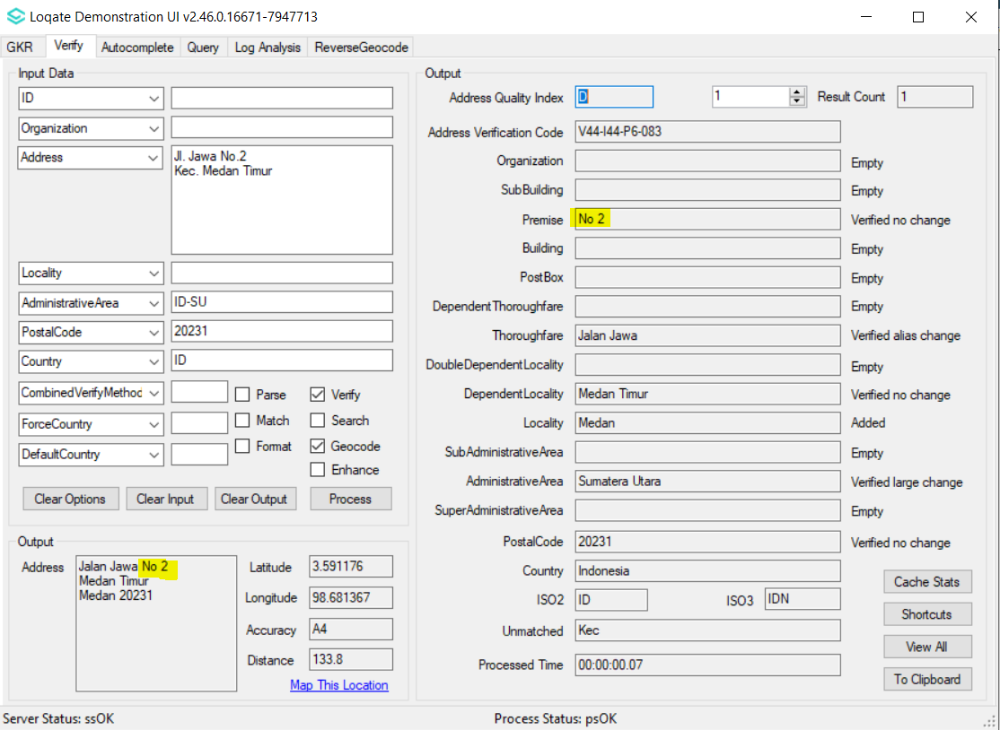 Loqate Demonstration UI v2.46.0.16671-7947713
GKR Verify Autocomplete Query Log Analysis ReverseGeocode
Input Data
ID
Organization
Address
Jl. Jawa No.2
Kec. Medan Timur
Locality
AdministrativeArea ID-SU
PostalCode 20231
Country ID
CombinedVerifyMethod Parse Verify
ForceCountry Match Search
DefaultCountry Format Geocode
Enhance
Clear Options Clear Input Clear Output Process
Output
Address
Jalan Jawa No 2
Medan Timur
Medan 20231
Latitude 3.591176
Longitude 98.681367
Accuracy A4
Distance 133.8
Map This Location
Output
Address Quality Index D 1 Result Count 1
Address Verification Code V44-I44-P6-083
Organization Empty
SubBuilding Empty
Premise No 2 Verified no change
Building Empty
PostBox Empty
DependentThoroughfare Empty
Thoroughfare Jalan Jawa Verified alias change
DoubleDependentLocality Empty
DependentLocality Medan Timur Verified no change
Locality Medan Added
SubAdministrativeArea Empty
AdministrativeArea Sumatera Utara Verified large change
SuperAdministrativeArea Empty
PostalCode 20231 Verified no change
Country Indonesia
ISO2 ID ISO3 IDN
Unmatched Kec
Processed Time 00:00:00.07
Cache Stats
Shortcuts
View All
To Clipboard
Server Status: ssOK Process Status: psOK